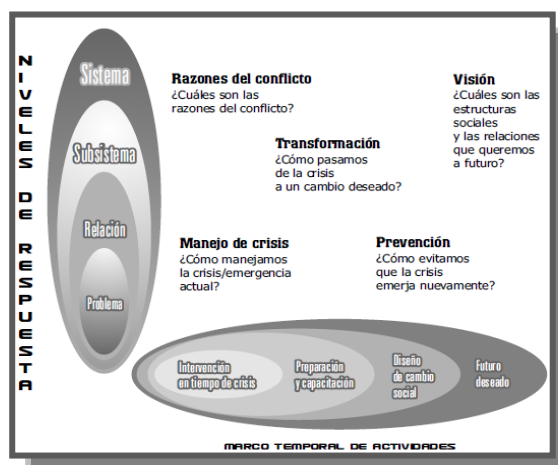 NIVELES DE RESPUESTA
Sistema
Subsistema
Relación
Problema
Razones del conflicto
¿Cuáles son las
razones del conflicto?
Visión
¿Cuáles son las
estructuras
sociales
y las relaciones
que queremos
a futuro?
Transformación
¿Cómo pasamos
de la crisis
a un cambio deseado?
Manejo de crisis
¿Cómo manejamos
la crisis/emergencia
actual?
Prevención
¿Cómo evitamos
que la crisis
emerja nuevamente?
Intervención
en tiempo de crisis
Preparación
y capacitación
Diseño
de cambio
social
Futuro
deseado
MARCO TEMPORAL DE ACTIVIDADES